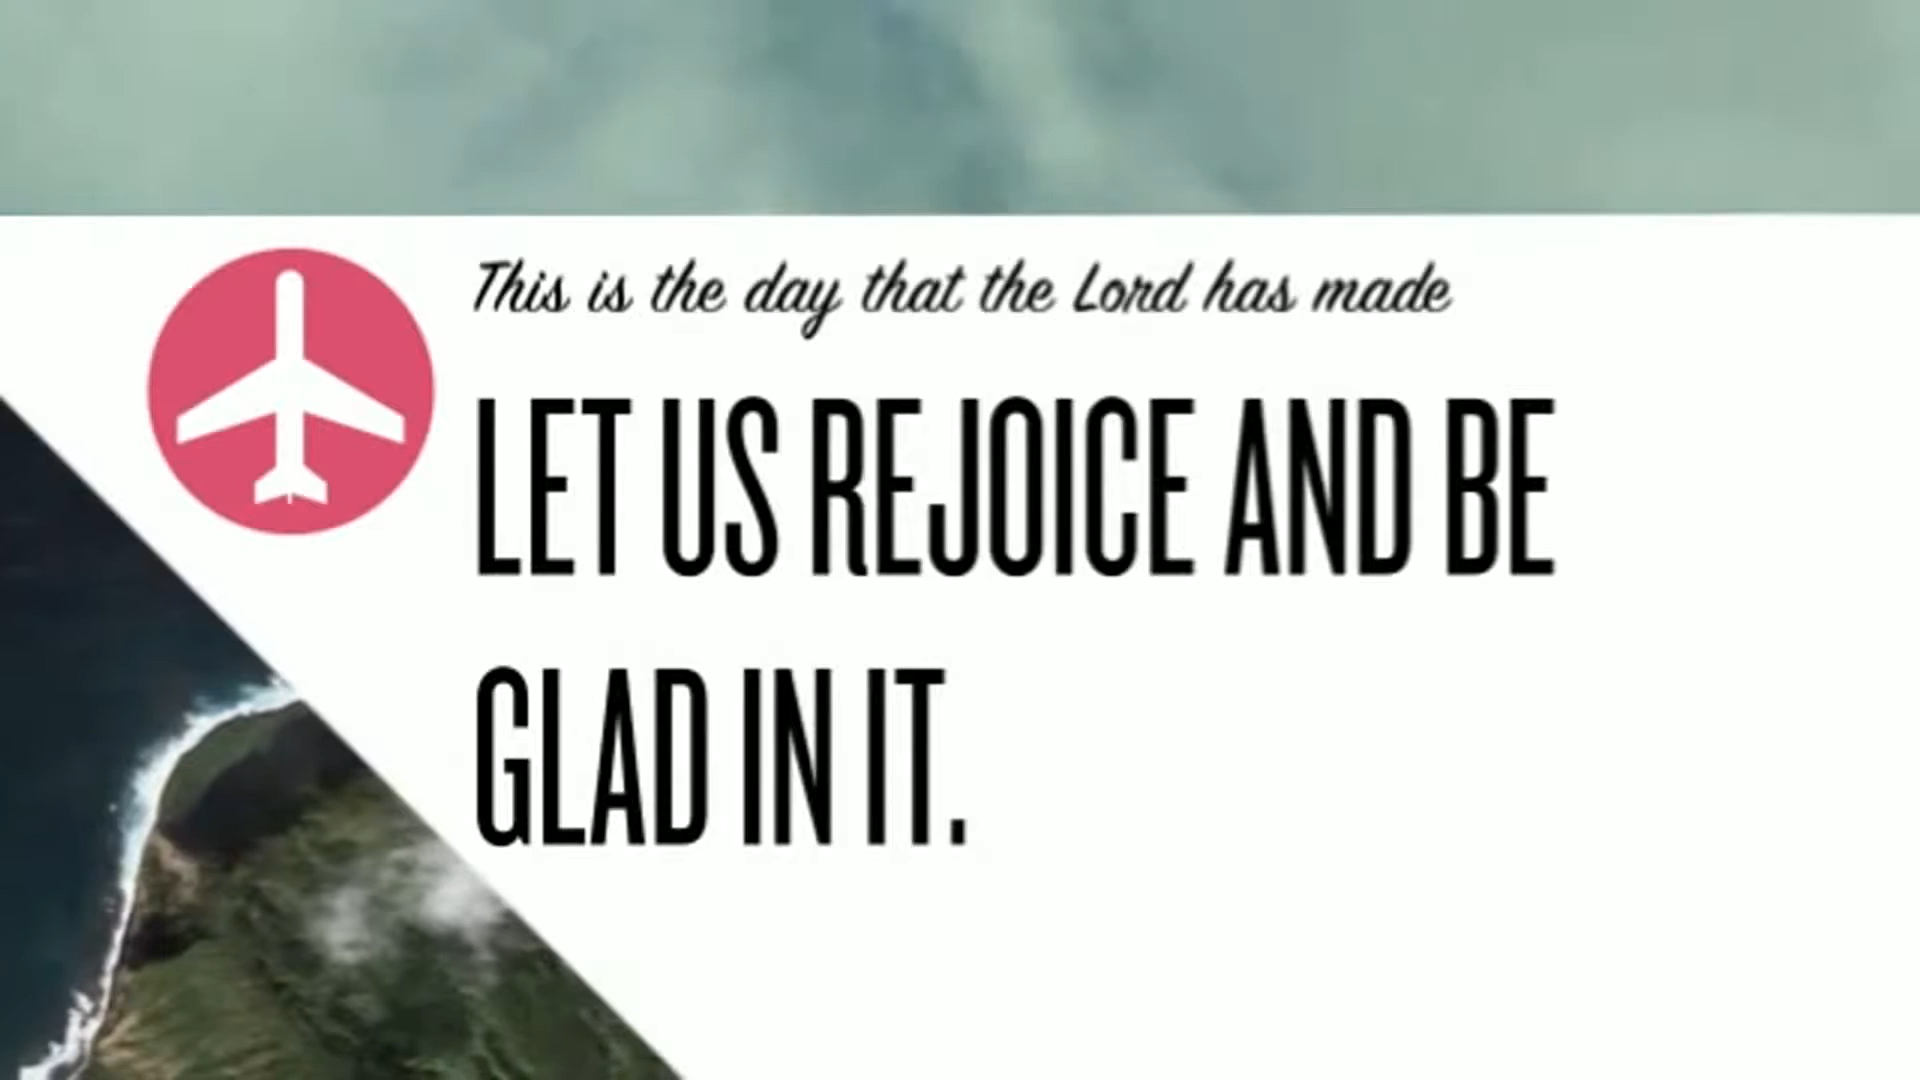 This is the day that the Lord has made
LET US REJOICE AND BE
GLAD IN IT.